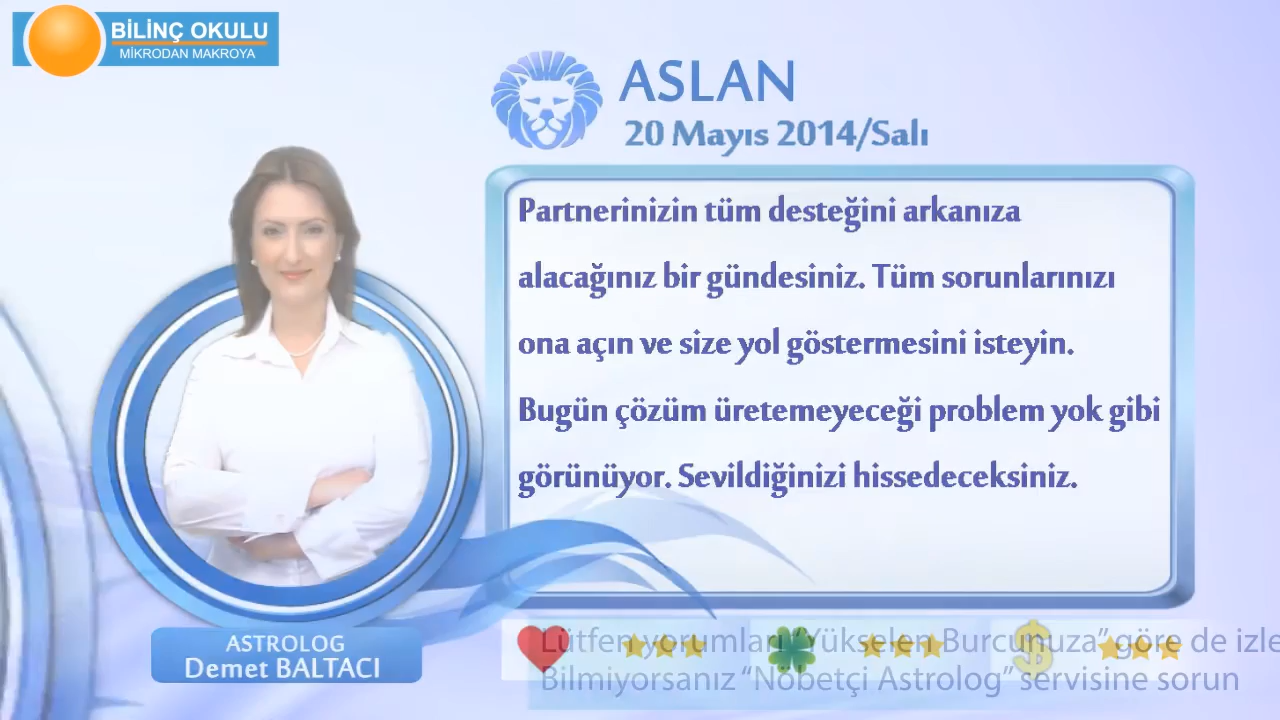 BİLİNÇ OKULU
MİKRODAN MAKROYA
ASLAN
20 Mayıs 2014/Salı
Partnerinizin tüm desteğini arkanıza
alacağınız bir gündesiniz. Tüm sorunlarınızı
ona açın ve size yol göstermesini isteyin.
Bugün çözüm üretemeyeceği problem yok gibi
görünüyor. Sevildiğinizi hissedeceksiniz.
ASTROLOG
Demet BALTACI
Lütfen yorumları "Yükselen Burcunuza" göre de izle
Bilmiyorsanız "Nöbetçi Astrolog" servisine sorun